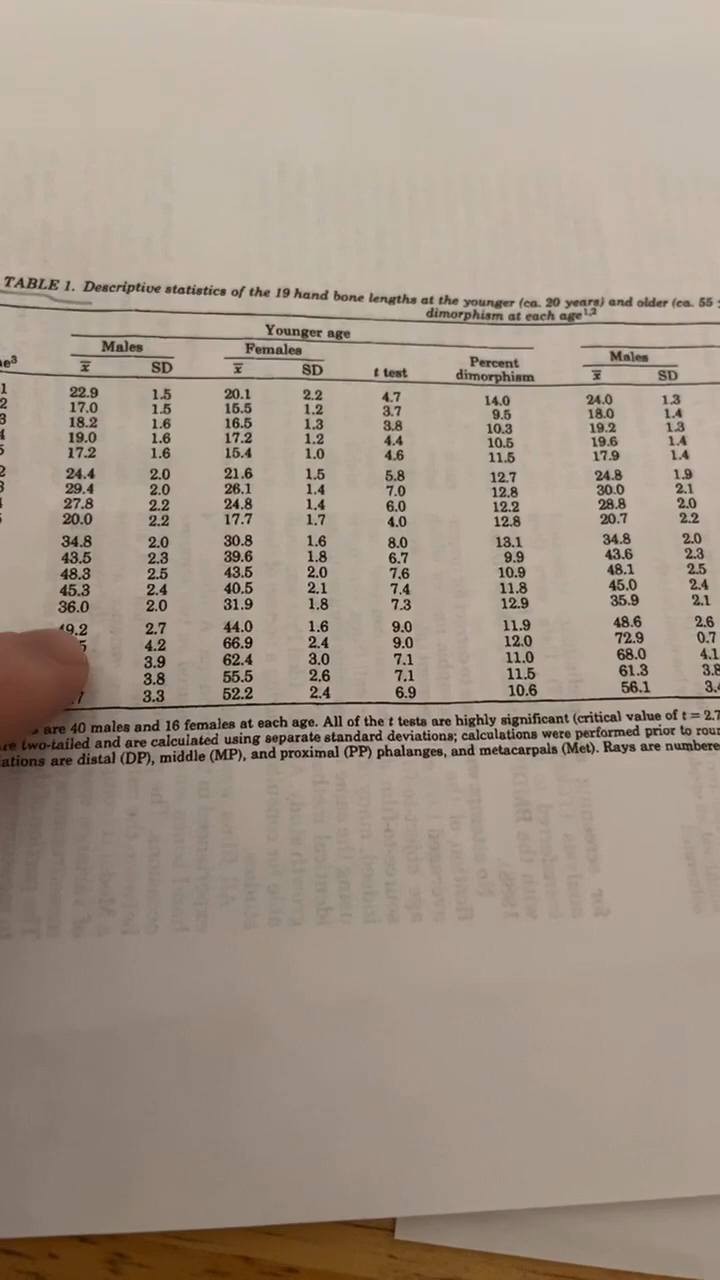 TABLE 1. Descriptive statistics of the 19 hand bone lengths at the younger (ca. 20 years) and older (ca. 55
dimorphism at each age1,2
Younger age
Males Females Males
x̄ SD x̄ SD t test Percent dimorphism x̄ SD
1 22.9 1.5 20.1 2.2 4.7 14.0 24.0 1.3
2 17.0 1.5 15.5 1.2 3.7 9.5 18.0 1.4
3 18.2 1.6 16.5 1.3 3.8 10.3 19.2 1.3
4 19.0 1.6 17.2 1.2 4.4 10.5 19.6 1.4
5 17.2 1.6 15.4 1.0 4.6 11.5 17.9 1.4
2 24.4 2.0 21.6 1.5 5.8 12.7 24.8 1.9
3 29.4 2.0 26.1 1.4 7.0 12.8 30.0 2.1
27.8 2.2 24.8 1.4 6.0 12.2 28.8 2.0
20.0 2.2 17.7 1.7 4.0 12.8 20.7 2.2
34.8 2.0 30.8 1.6 8.0 13.1 34.8 2.0
43.5 2.3 39.6 1.8 6.7 9.9 43.6 2.3
48.3 2.5 43.5 2.0 7.6 10.9 48.1 2.5
45.3 2.4 40.5 2.1 7.4 11.8 45.0 2.4
36.0 2.0 31.9 1.8 7.3 12.9 35.9 2.1
9.2 2.7 44.0 1.6 9.0 11.9 48.6 2.6
4.2 66.9 2.4 9.0 12.0 72.9 0.7
3.9 62.4 3.0 7.1 11.0 68.0 4.1
3.8 55.5 2.6 7.1 11.5 61.3 3.8
3.3 52.2 2.4 6.9 10.6 56.1 3.
are 40 males and 16 females at each age. All of the t tests are highly significant (critical value of t = 2.7
are two-tailed and are calculated using separate standard deviations; calculations were performed prior to
are distal (DP), middle (MP), and proximal (PP) phalanges, and metacarpals (Met). Rays are